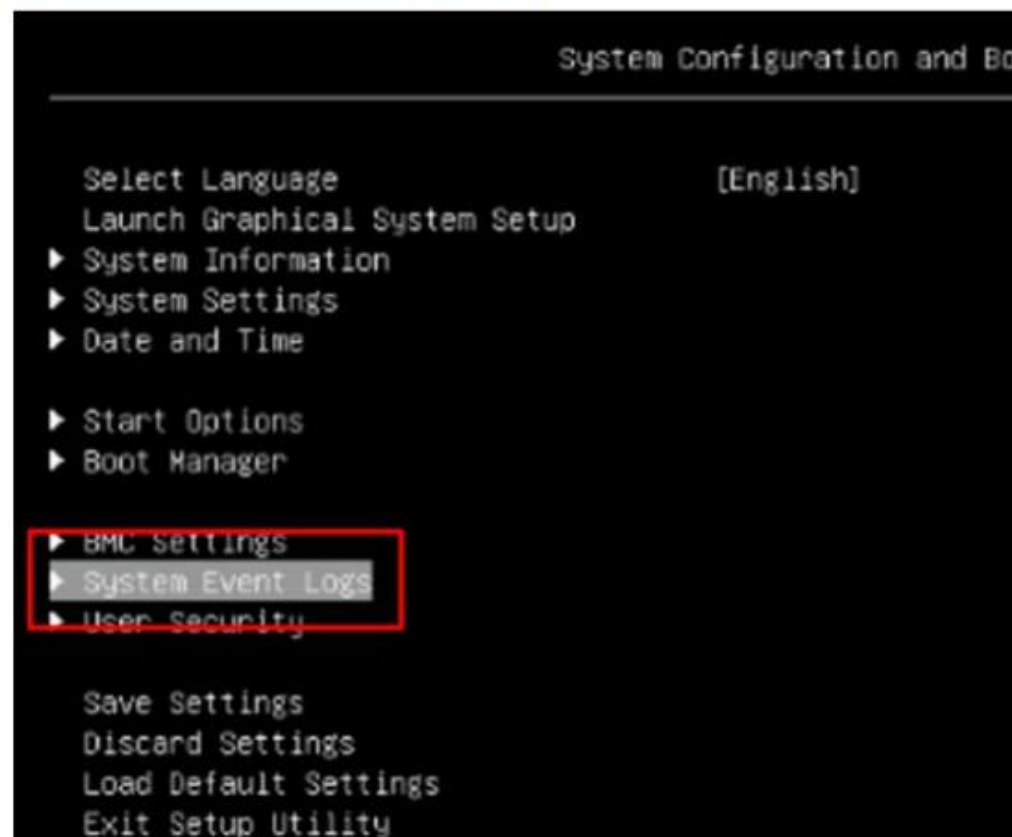 System Configuration and Bo
Select Language [English]
Launch Graphical System Setup
System Information
System Settings
Date and Time
Start Options
Boot Manager
BMC Settings
System Event Logs
User Security
Save Settings
Discard Settings
Load Default Settings
Exit Setup Utility